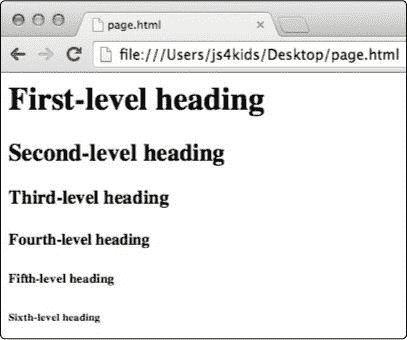 page.html
file:///Users/js4kids/Desktop/page.html
First-level heading
Second-level heading
Third-level heading
Fourth-level heading
Fifth-level heading
Sixth-level heading